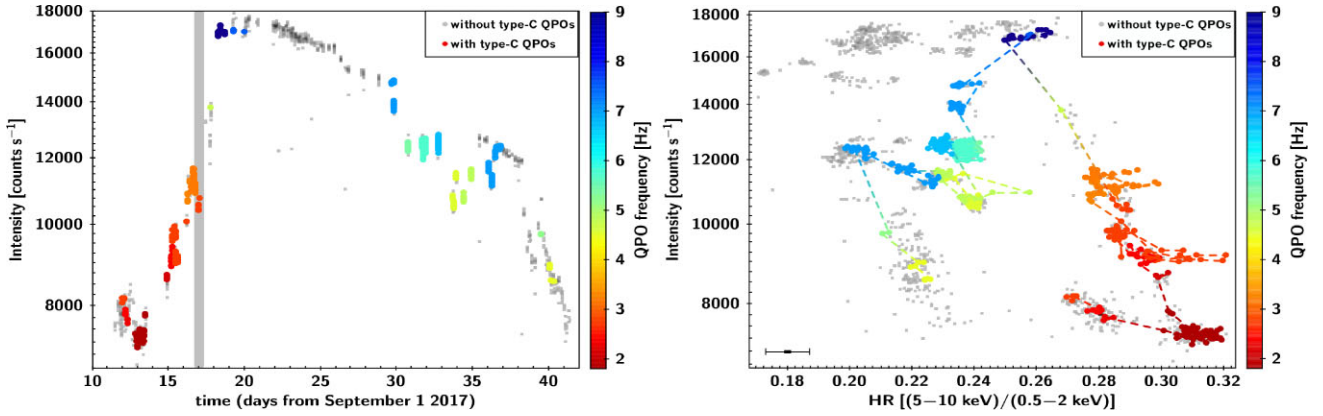 without type-C QPOs
with type-C QPOs
18000
16000
14000
12000
10000
8000
Intensity [counts s⁻¹]
10 15 20 25 30 35 40
time (days from September 1 2017)
9
8
7
6
5
4
3
2
QPO frequency [Hz]
without type-C QPOs
with type-C QPOs
18000
16000
14000
12000
10000
8000
Intensity [counts s⁻¹]
0.18 0.20 0.22 0.24 0.26 0.28 0.30 0.32
HR [(5−10 keV)/(0.5−2 keV)]
9
8
7
6
5
4
3
2
QPO frequency [Hz]